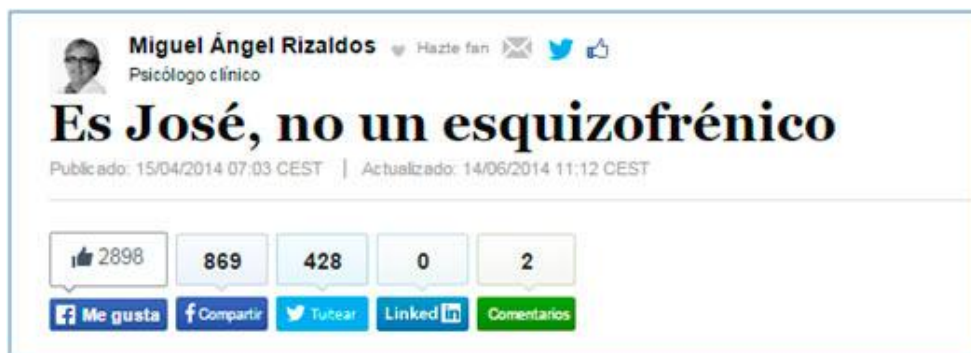 Miguel Ángel Rizaldos Hazte fan
Psicólogo clínico
Es José, no un esquizofrénico
Publicado: 15/04/2014 07:03 CEST | Actualizado: 14/06/2014 11:12 CEST
2898 869 428 0 2
Me gusta Compartir Tutear Linked in Comentarios